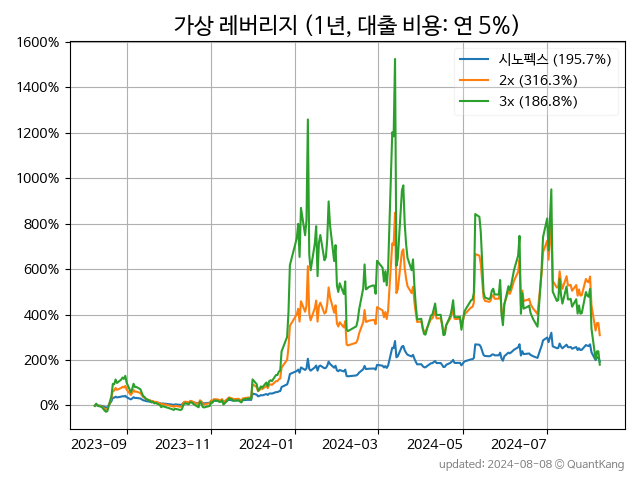 가상 레버리지 (1년, 대출 비용: 연 5%)
1600%
1400%
1200%
1000%
800%
600%
400%
200%
0%
시노펙스 (195.7%)
2x (316.3%)
3x (186.8%)
2023-09 2023-11 2024-01 2024-03 2024-05 2024-07
updated: 2024-08-08 © QuantKang